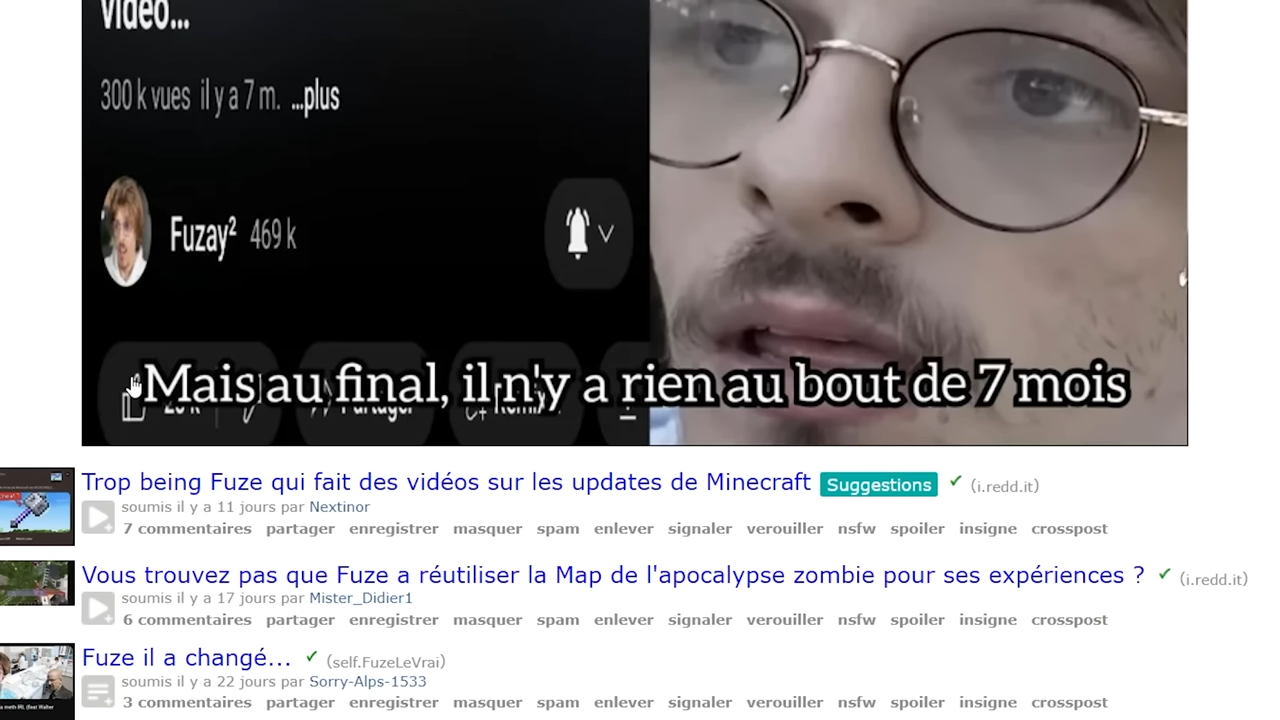 vidéo...
300 k vues il y a 7 m. ...plus
Fuzay² 469 k
Partager
Remix
Mais au final, il n'y a rien au bout de 7 mois
Trop being Fuze qui fait des vidéos sur les updates de Minecraft Suggestions ✔ (i.redd.it)
soumis il y a 11 jours par Nextinor
7 commentaires partager enregistrer masquer spam enlever signaler verouiller nsfw spoiler insigne crosspost
Vous trouvez pas que Fuze a réutiliser la Map de l'apocalypse zombie pour ses expériences ? ✔ (i.redd.it)
soumis il y a 17 jours par Mister_Didier1
6 commentaires partager enregistrer masquer spam enlever signaler verouiller nsfw spoiler insigne crosspost
Fuze il a changé... ✔ (self.FuzeLeVrai)
soumis il y a 22 jours par Sorry-Alps-1533
3 commentaires partager enregistrer masquer spam enlever signaler verouiller nsfw spoiler insigne crosspost